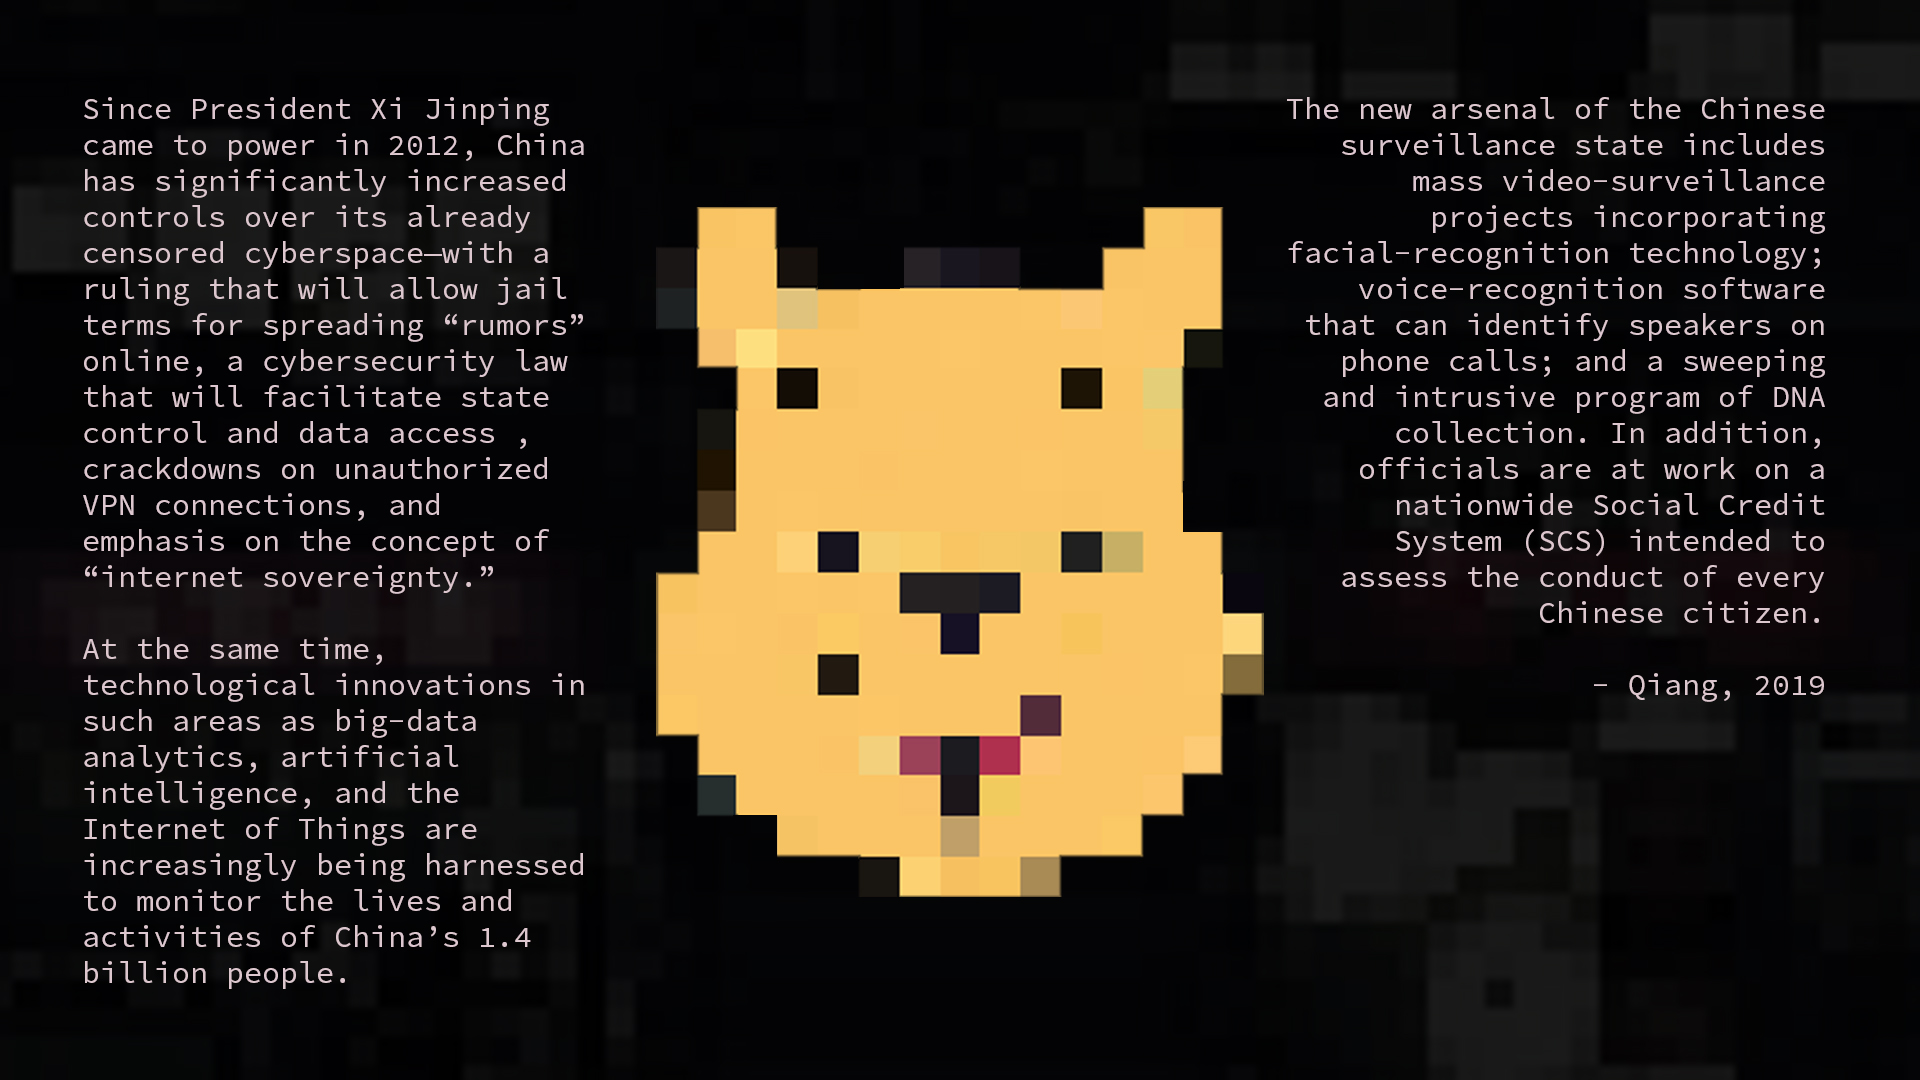 Since President Xi Jinping
came to power in 2012, China
has significantly increased
controls over its already
censored cyberspace—with a
ruling that will allow jail
terms for spreading “rumors”
online, a cybersecurity law
that will facilitate state
control and data access ,
crackdowns on unauthorized
VPN connections, and
emphasis on the concept of
“internet sovereignty.”
At the same time,
technological innovations in
such areas as big-data
analytics, artificial
intelligence, and the
Internet of Things are
increasingly being harnessed
to monitor the lives and
activities of China’s 1.4
billion people.
The new arsenal of the Chinese
surveillance state includes
mass video-surveillance
projects incorporating
facial-recognition technology;
voice-recognition software
that can identify speakers on
phone calls; and a sweeping
and intrusive program of DNA
collection. In addition,
officials are at work on a
nationwide Social Credit
System (SCS) intended to
assess the conduct of every
Chinese citizen.
- Qiang, 2019